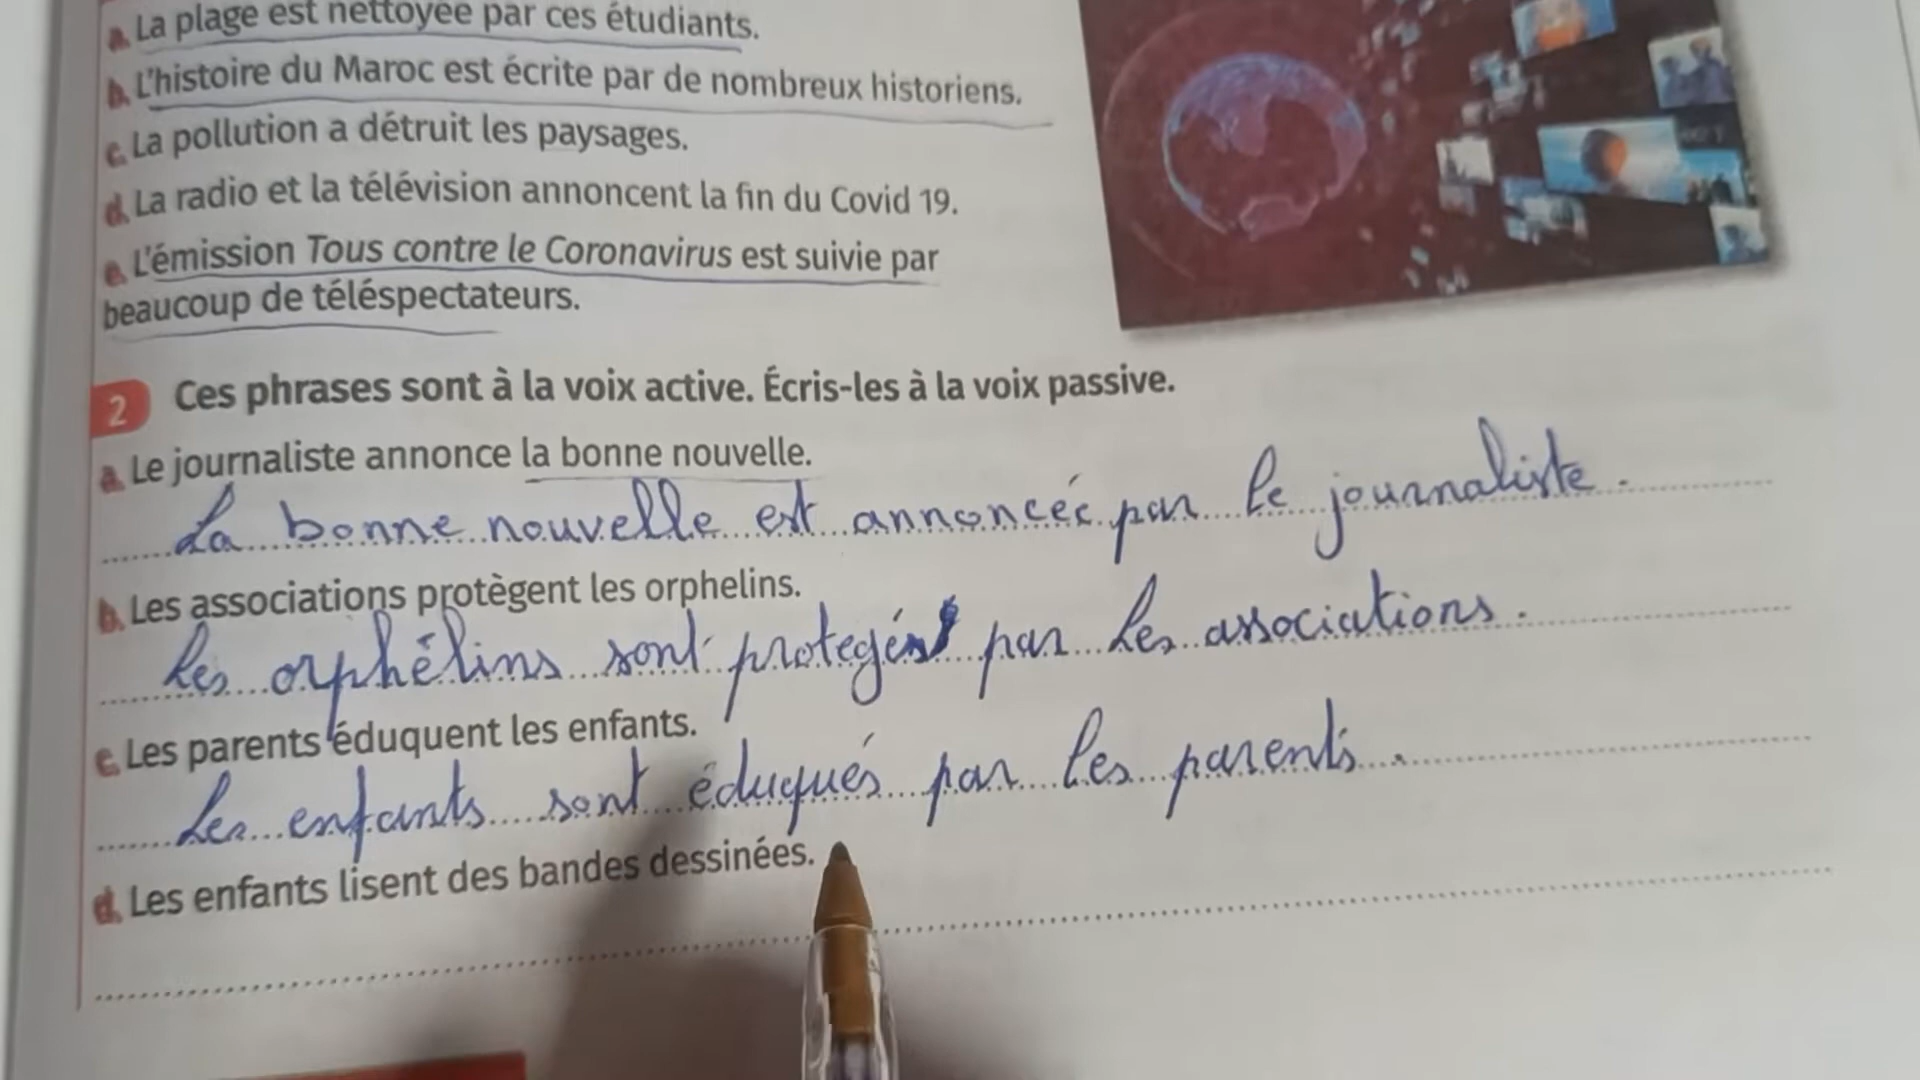 a. La plage est nettoyée par ces étudiants.
b. L'histoire du Maroc est écrite par de nombreux historiens.
c. La pollution a détruit les paysages.
d. La radio et la télévision annoncent la fin du Covid 19.
e. L'émission Tous contre le Coronavirus est suivie par
beaucoup de téléspectateurs.
2 Ces phrases sont à la voix active. Écris-les à la voix passive.
a. Le journaliste annonce la bonne nouvelle.
La bonne nouvelle est annoncée par le journaliste.
b. Les associations protègent les orphelins.
Les orphêlins sont protegés par les associations.
c. Les parents éduquent les enfants.
Les enfants sont éduqués par les parents.
d. Les enfants lisent des bandes dessinées.